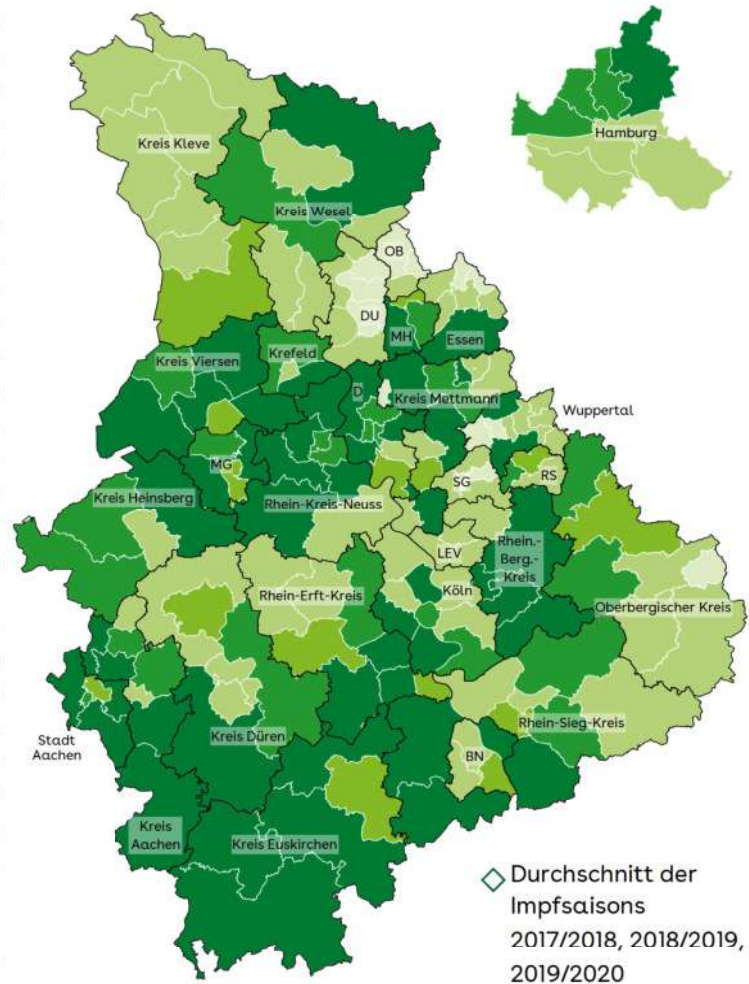 Hamburg
Kreis Kleve
Kreis Wesel
OB
DU
MH
Essen
Krefeld
Kreis Viersen
D
Kreis Mettmann
Wuppertal
MG
SG
RS
Kreis Heinsberg
Rhein-Kreis-Neuss
LEV
Rhein.-
Berg.-
Kreis
Rhein-Erft-Kreis
Köln
Oberbergischer Kreis
Stadt
Aachen
Kreis Düren
Rhein-Sieg-Kreis
BN
Kreis
Aachen
Kreis Euskirchen
Durchschnitt der
Impfsaisons
2017/2018, 2018/2019,
2019/2020